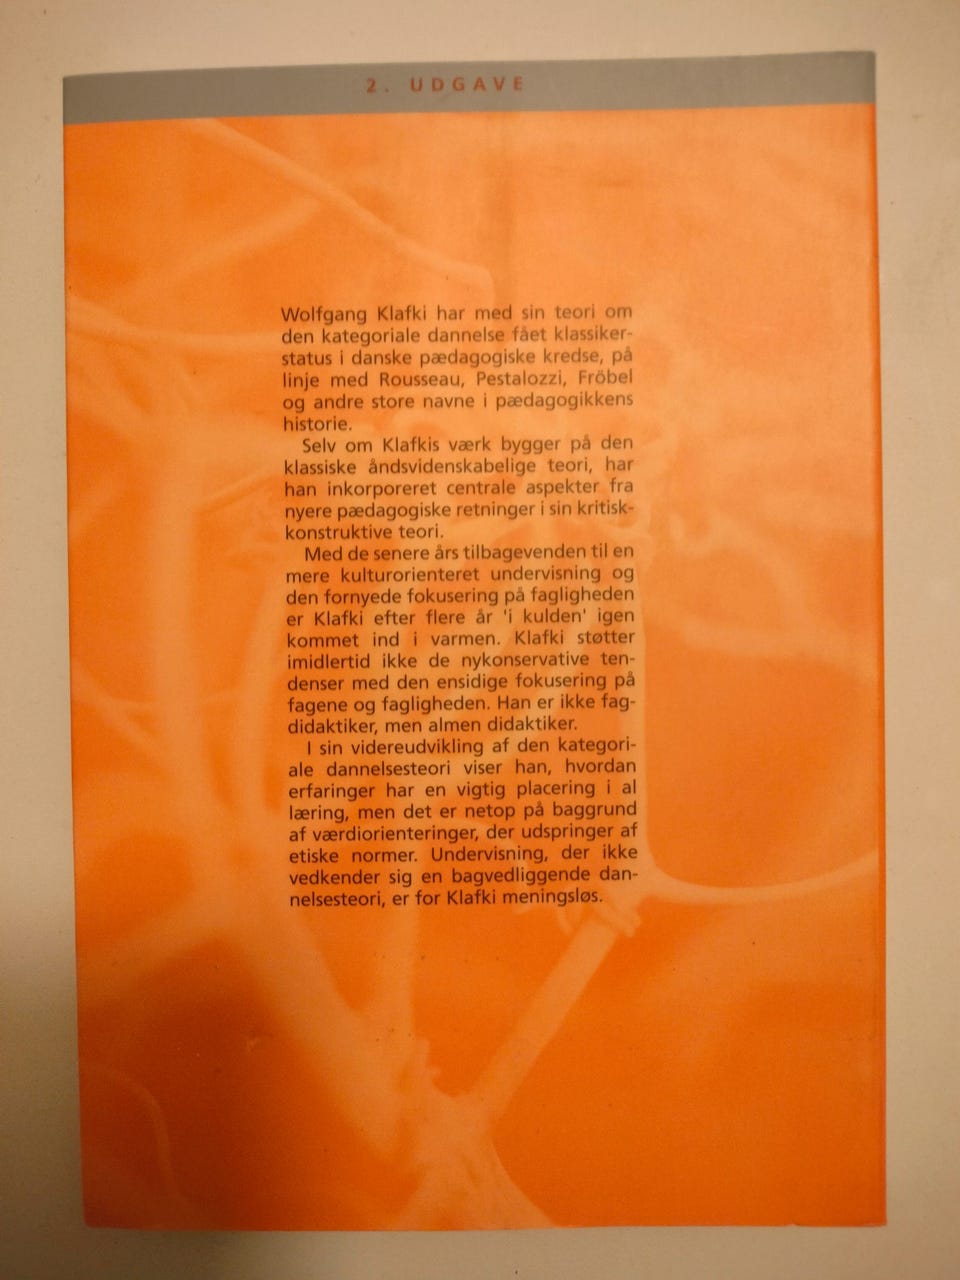 2. UDGAVE
Wolfgang Klafki har med sin teori om
den kategoriale dannelse fået klassiker-
status i danske pædagogiske kredse, på
linje med Rousseau, Pestalozzi, Fröbel
og andre store navne i pædagogikkens
historie.
Selv om Klafkis værk bygger på den
klassiske åndsvidenskabelige teori, har
han inkorporeret centrale aspekter fra
nyere pædagogiske retninger i sin kritisk-
konstruktive teori.
Med de senere års tilbagevenden til en
mere kulturorienteret undervisning og
den fornyede fokusering på fagligheden
er Klafki efter flere år 'i kulden' igen
kommet ind i varmen. Klafki støtter
imidlertid ikke de nykonservative ten-
denser med den ensidige fokusering på
fagene og fagligheden. Han er ikke fag-
didaktiker, men almen didaktiker.
I sin videreudvikling af den kategori-
ale dannelsesteori viser han, hvordan
erfaringer har en vigtig placering i al
læring, men det er netop på baggrund
af værdiorienteringer, der udspringer af
etiske normer. Undervisning, der ikke
vedkender sig en bagvedliggende dan-
nelsesteori, er for Klafki meningsløs.